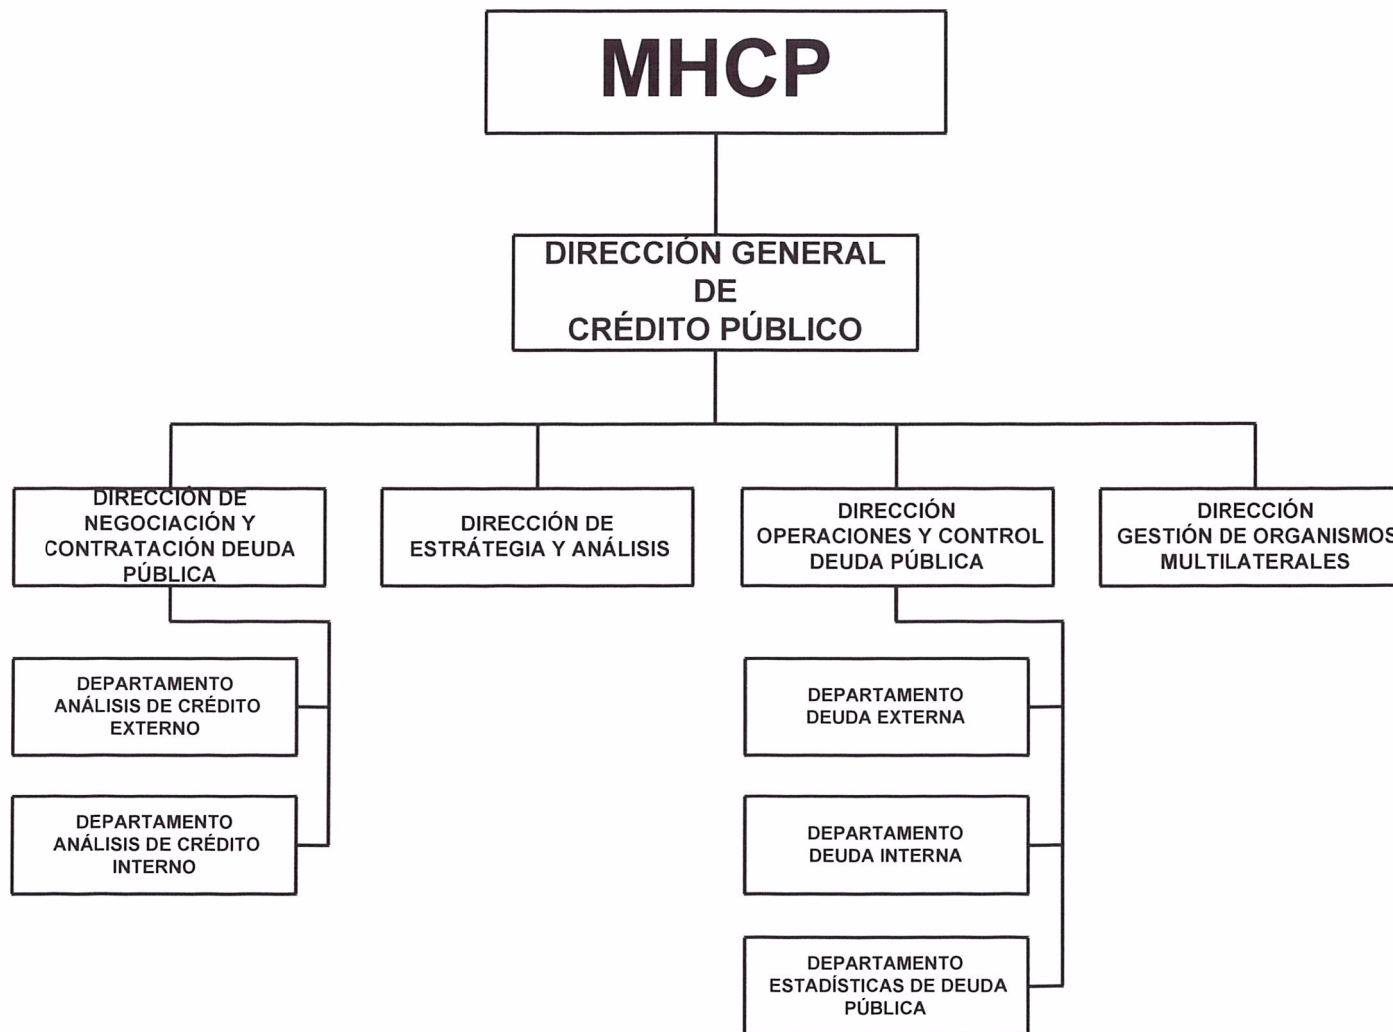 MHCP
DIRECCIÓN GENERAL
DE
CRÉDITO PÚBLICO
DIRECCIÓN DE
NEGOCIACIÓN Y
CONTRATACIÓN DEUDA
PÚBLICA
DIRECCIÓN DE
ESTRÁTEGIA Y ANÁLISIS
DIRECCIÓN
OPERACIONES Y CONTROL
DEUDA PÚBLICA
DIRECCIÓN
GESTIÓN DE ORGANISMOS
MULTILATERALES
DEPARTAMENTO
ANÁLISIS DE CRÉDITO
EXTERNO
DEPARTAMENTO
ANÁLISIS DE CRÉDITO
INTERNO
DEPARTAMENTO
DEUDA EXTERNA
DEPARTAMENTO
DEUDA INTERNA
DEPARTAMENTO
ESTADÍSTICAS DE DEUDA
PÚBLICA